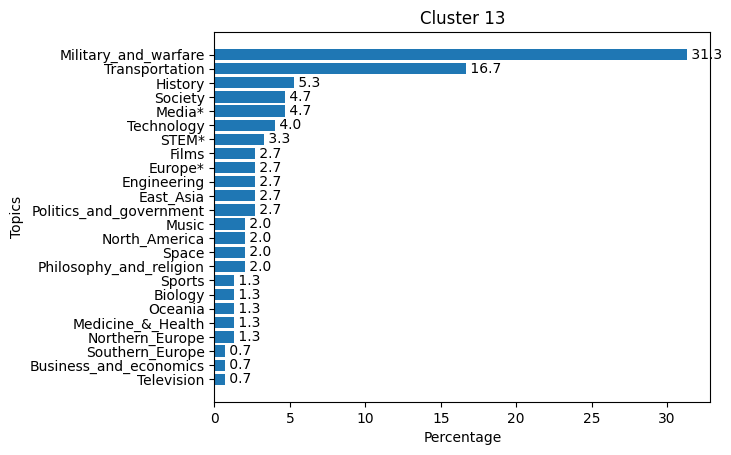 Cluster 13
Topics
Military_and_warfare 31.3
Transportation 16.7
History 5.3
Society 4.7
Media* 4.7
Technology 4.0
STEM* 3.3
Films 2.7
Europe* 2.7
Engineering 2.7
East_Asia 2.7
Politics_and_government 2.7
Music 2.0
North_America 2.0
Space 2.0
Philosophy_and_religion 2.0
Sports 1.3
Biology 1.3
Oceania 1.3
Medicine_&_Health 1.3
Northern_Europe 1.3
Southern_Europe 0.7
Business_and_economics 0.7
Television 0.7
0 5 10 15 20 25 30
Percentage